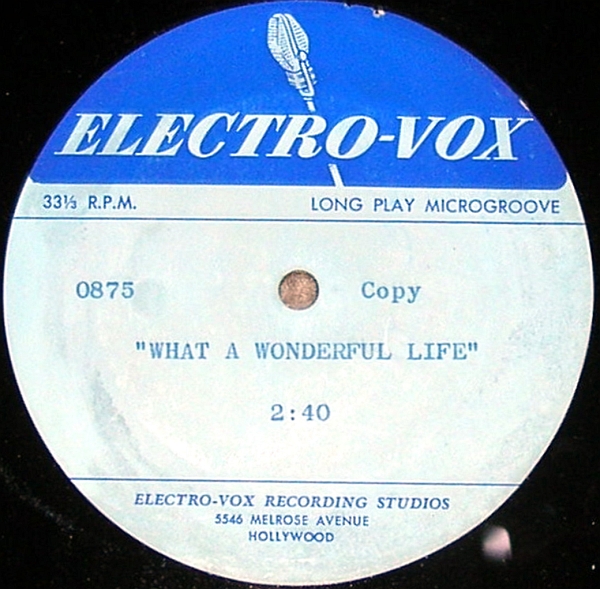 ELECTRO-VOX
33⅓ R.P.M. LONG PLAY MICROGROOVE
0875 Copy
"WHAT A WONDERFUL LIFE"
2:40
ELECTRO-VOX RECORDING STUDIOS
5546 MELROSE AVENUE
HOLLYWOOD